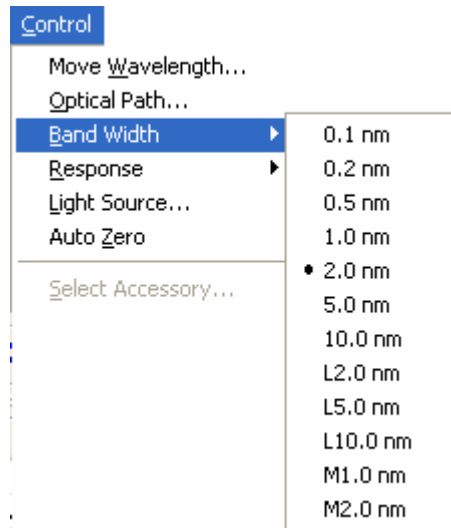 Control
Move Wavelength...
Optical Path...
Band Width
Response
Light Source...
Auto Zero
Select Accessory...
0.1 nm
0.2 nm
0.5 nm
1.0 nm
2.0 nm
5.0 nm
10.0 nm
L2.0 nm
L5.0 nm
L10.0 nm
M1.0 nm
M2.0 nm